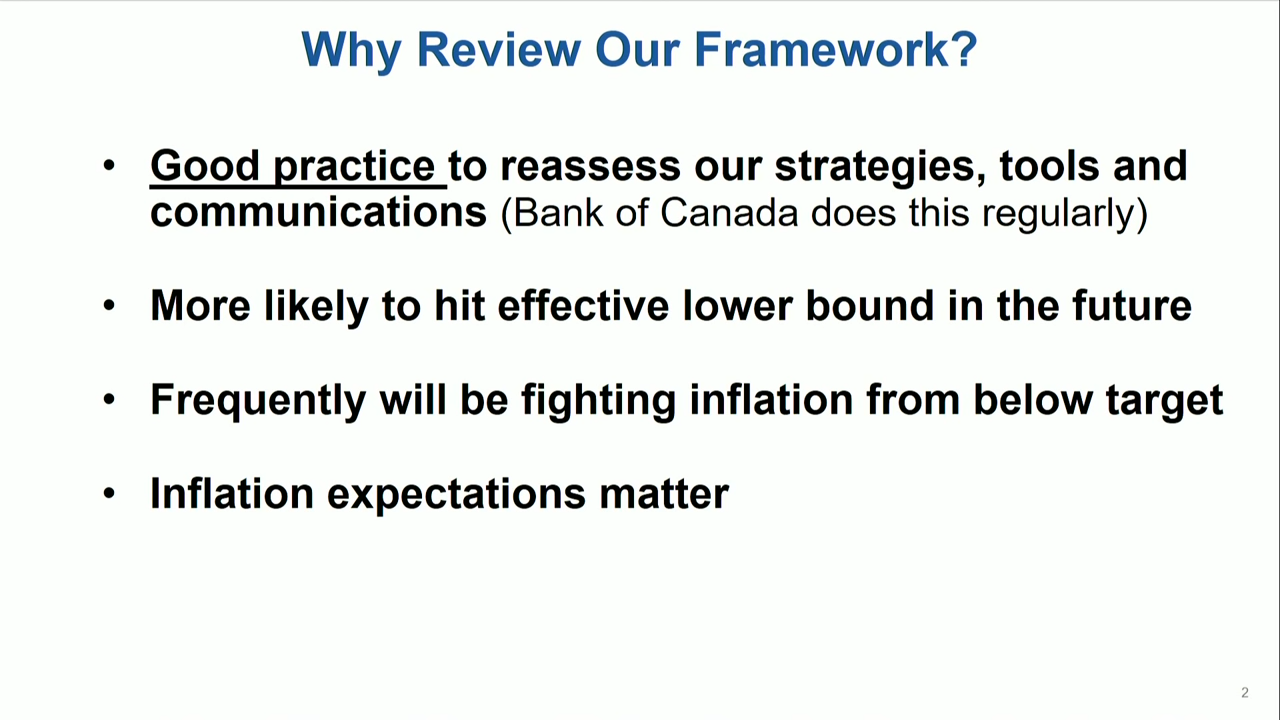 Why Review Our Framework?
• Good practice to reassess our strategies, tools and
communications (Bank of Canada does this regularly)
• More likely to hit effective lower bound in the future
• Frequently will be fighting inflation from below target
• Inflation expectations matter
2